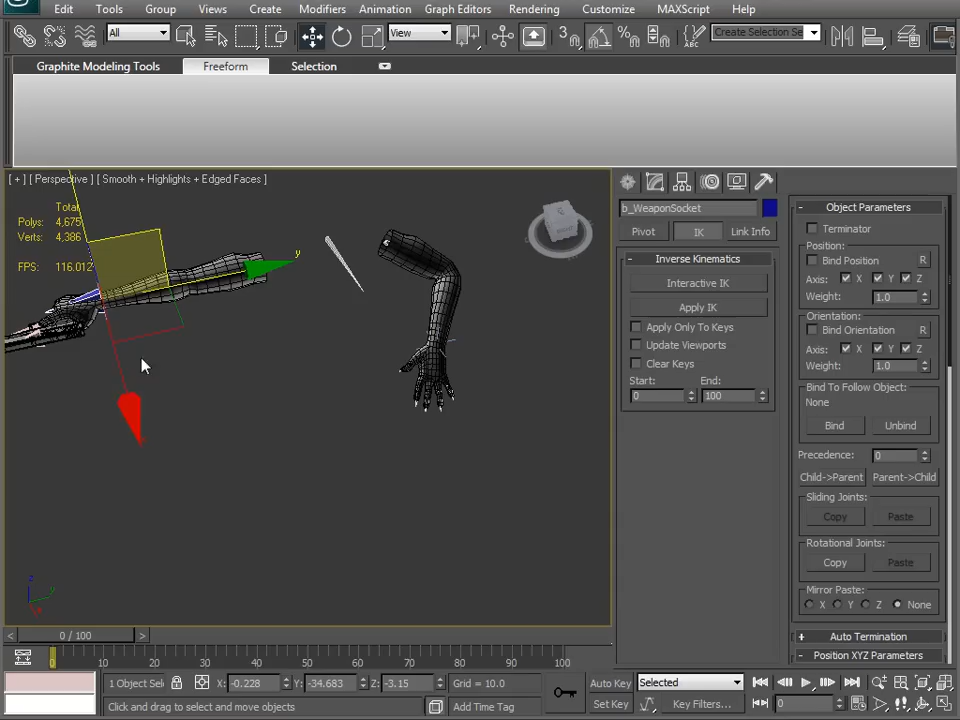 Edit Tools Group Views Create Modifiers Animation Graph Editors Rendering Customize MAXScript Help
All View 3 Create Selection Se
Graphite Modeling Tools Freeform Selection
[ + ] [ Perspective ] [ Smooth + Highlights + Edged Faces ]
Total
Polys: 4,675
Verts: 4,386
FPS: 116.012
y
z
y
x
b_WeaponSocket
Pivot IK Link Info
- Inverse Kinematics
Interactive IK
Apply IK
Apply Only To Keys
Update Viewports
Clear Keys
Start: End:
0 100
- Object Parameters
Terminator
Position:
Bind Position R
Axis: X Y Z
Weight: 1.0
Orientation:
Bind Orientation R
Axis: X Y Z
Weight: 1.0
Bind To Follow Object:
None
Bind Unbind
Precedence: 0
Child->Parent Parent->Child
Sliding Joints:
Copy Paste
Rotational Joints:
Copy Paste
Mirror Paste:
X Y Z None
+ Auto Termination
- Position XYZ Parameters
< 0 / 100 >
0 10 20 30 40 50 60 70 80 90 100
1 Object Sel X: -0.228 Y: -34.683 Z: -3.15 Grid = 10.0 Auto Key Selected
Click and drag to select and move objects Add Time Tag Set Key Key Filters... 0